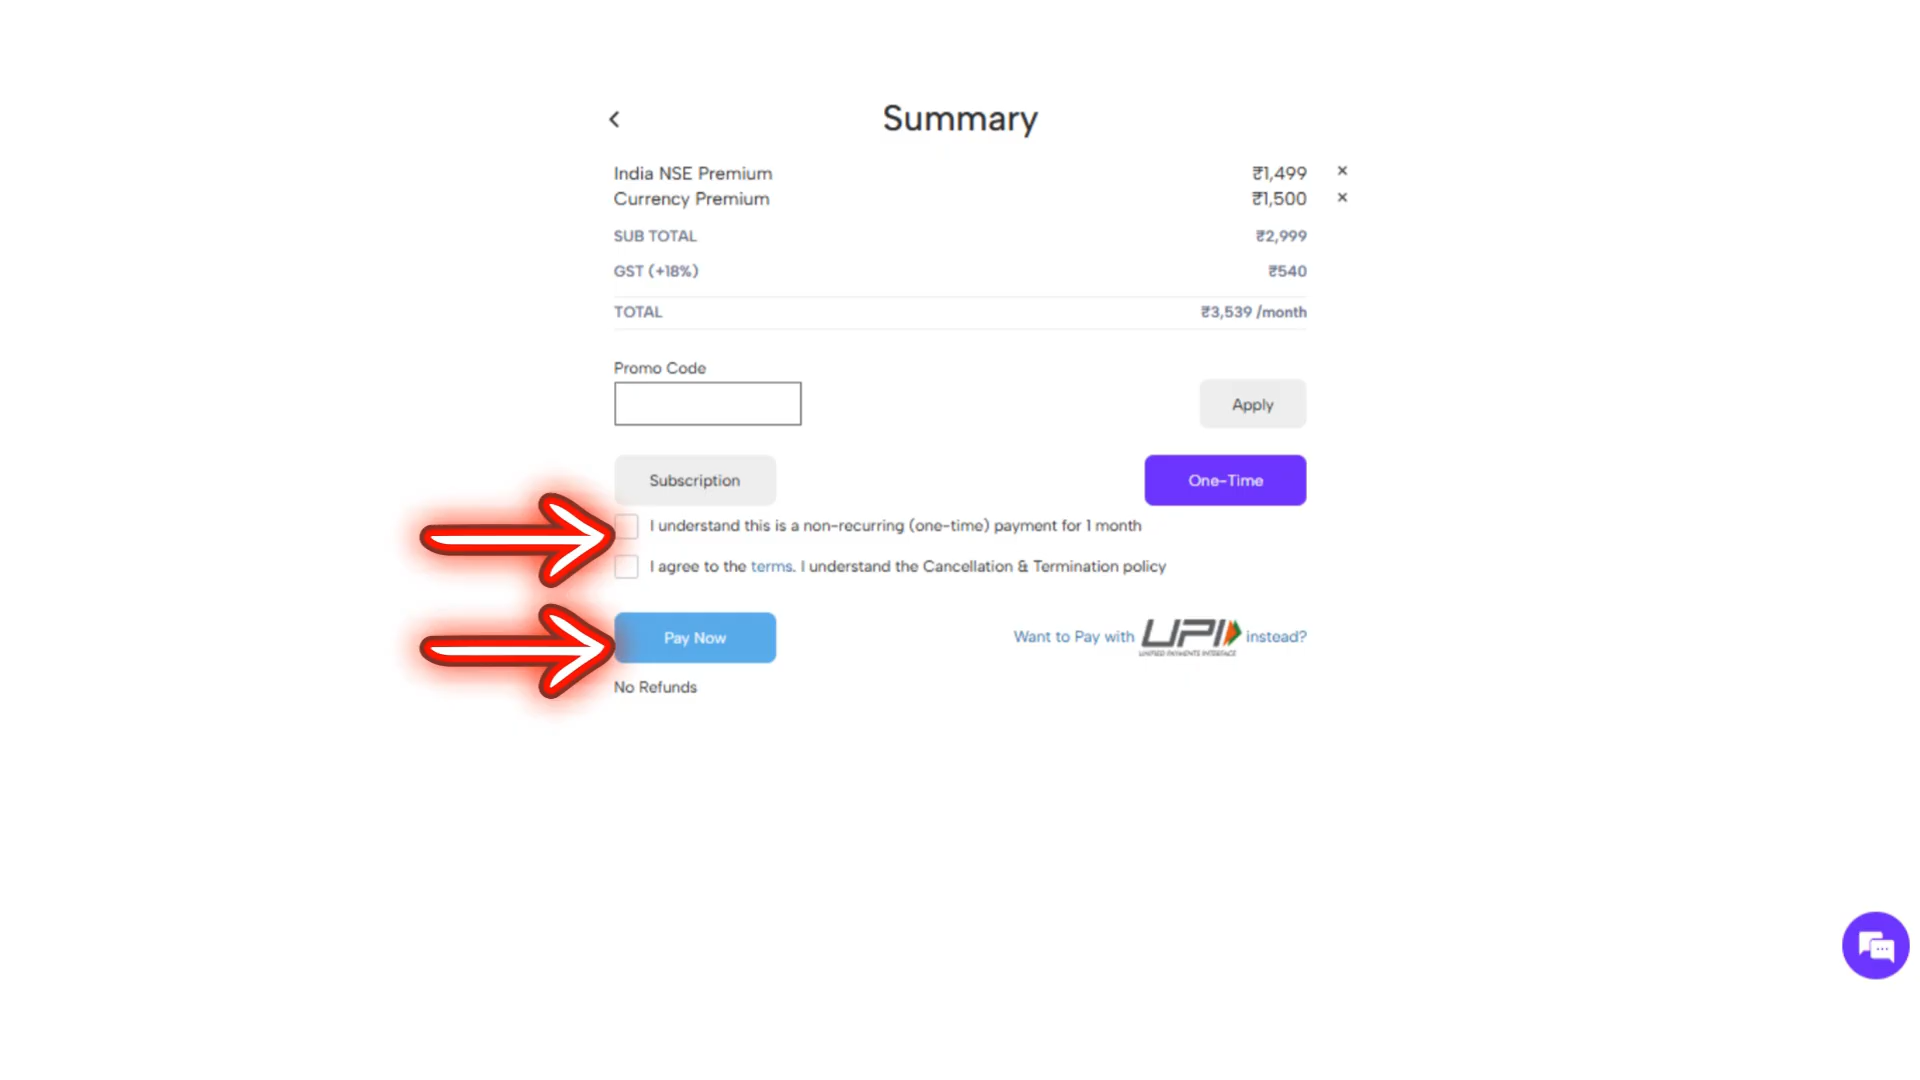 Summary
India NSE Premium ₹1,499 ×
Currency Premium ₹1,500 ×
SUB TOTAL ₹2,999
GST (+18%) ₹540
TOTAL ₹3,539 /month
Promo Code
Apply
Subscription One-Time
I understand this is a non-recurring (one-time) payment for 1 month
I agree to the terms. I understand the Cancellation & Termination policy
Pay Now Want to Pay with UPI instead?
UNIFIED PAYMENTS INTERFACE
No Refunds